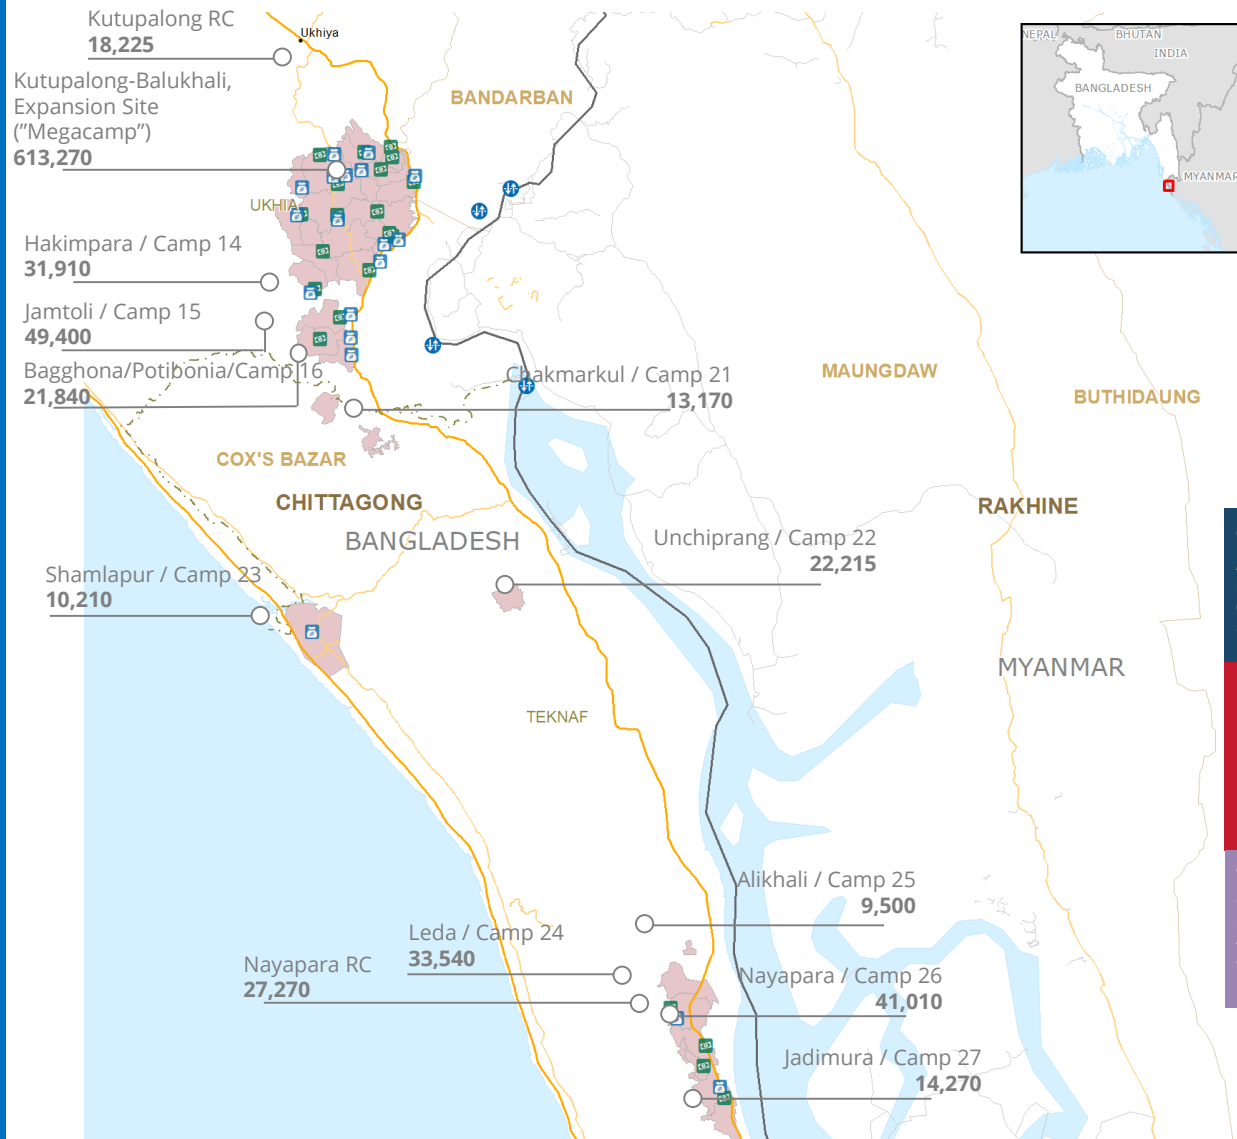 Kutupalong RC
18,225
Ukhiya
Kutupalong-Balukhali,
Expansion Site
("Megacamp")
613,270
BANDARBAN
NEPAL
BHUTAN
INDIA
BANGLADESH
MYANMAR
UKHIA
Hakimpara / Camp 14
31,910
Jamtoli / Camp 15
49,400
Bagghona/Potibonia/Camp 16
21,840
Chakmarkul / Camp 21
13,170
MAUNGDAW
BUTHIDAUNG
COX'S BAZAR
CHITTAGONG
BANGLADESH
RAKHINE
Unchiprang / Camp 22
22,215
Shamlapur / Camp 23
10,210
MYANMAR
TEKNAF
Alikhali / Camp 25
9,500
Leda / Camp 24
33,540
Nayapara RC
27,270
Nayapara / Camp 26
41,010
Jadimura / Camp 27
14,270